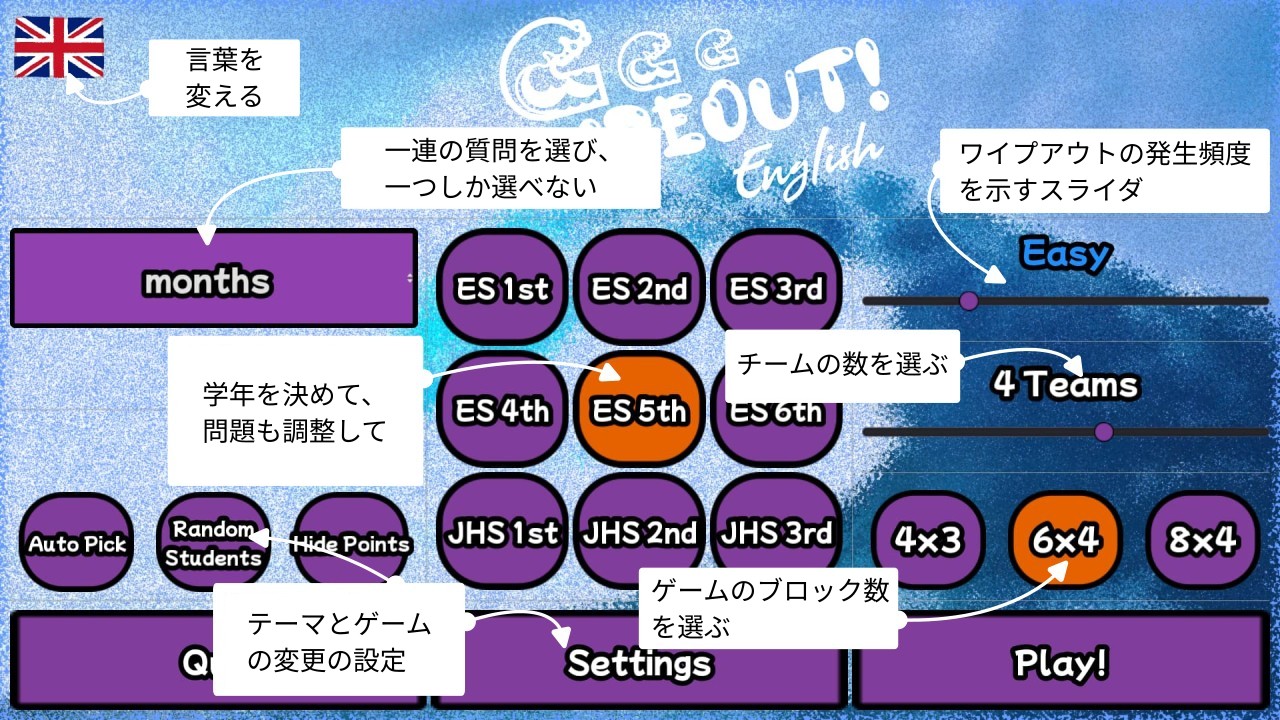 言葉を
変える
EOUT!
English
一連の質問を選び、
一つしか選べない
ワイプアウトの発生頻度
を示すスライダ
months
ES 1st
ES 2nd
ES 3rd
Easy
学年を決めて、
問題も調整して
ES 4th
ES 5th
ES 6th
チームの数を選ぶ
4 Teams
Auto Pick
Random
Students
Hide Points
JHS 1st
JHS 2nd
JHS 3rd
4x3
6x4
8x4
テーマとゲーム
の変更の設定
ゲームのブロック数
を選ぶ
Settings
Play!